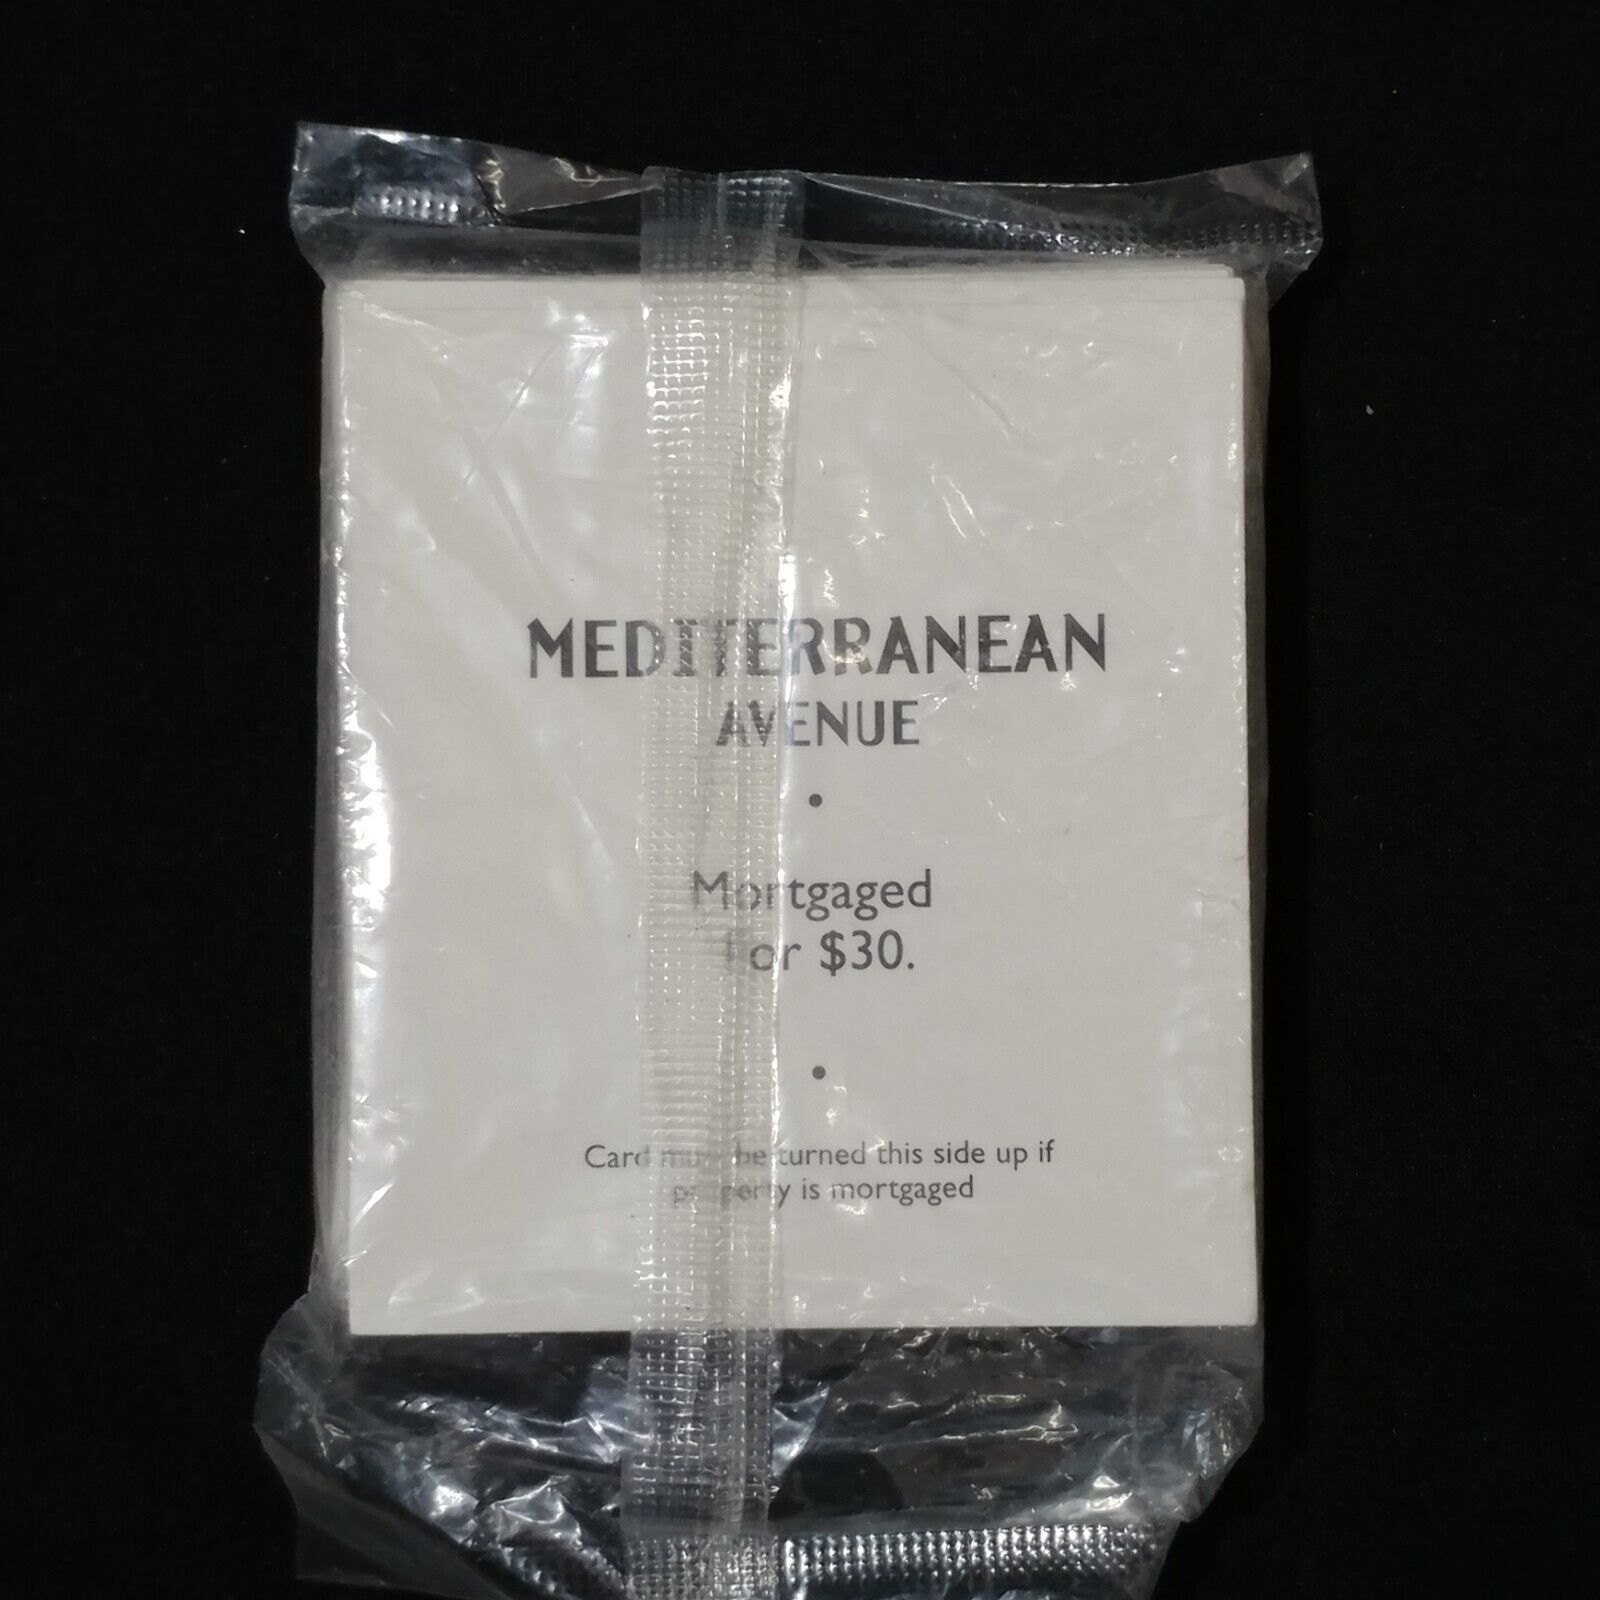 MEDITERRANEAN
AVENUE
•
Mortgaged
for $30.
•
Card must be turned this side up if
property is mortgaged